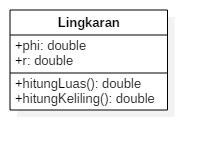 Lingkaran
+phi: double
+r: double
+hitungLuas(): double
+hitungKeliling(): double